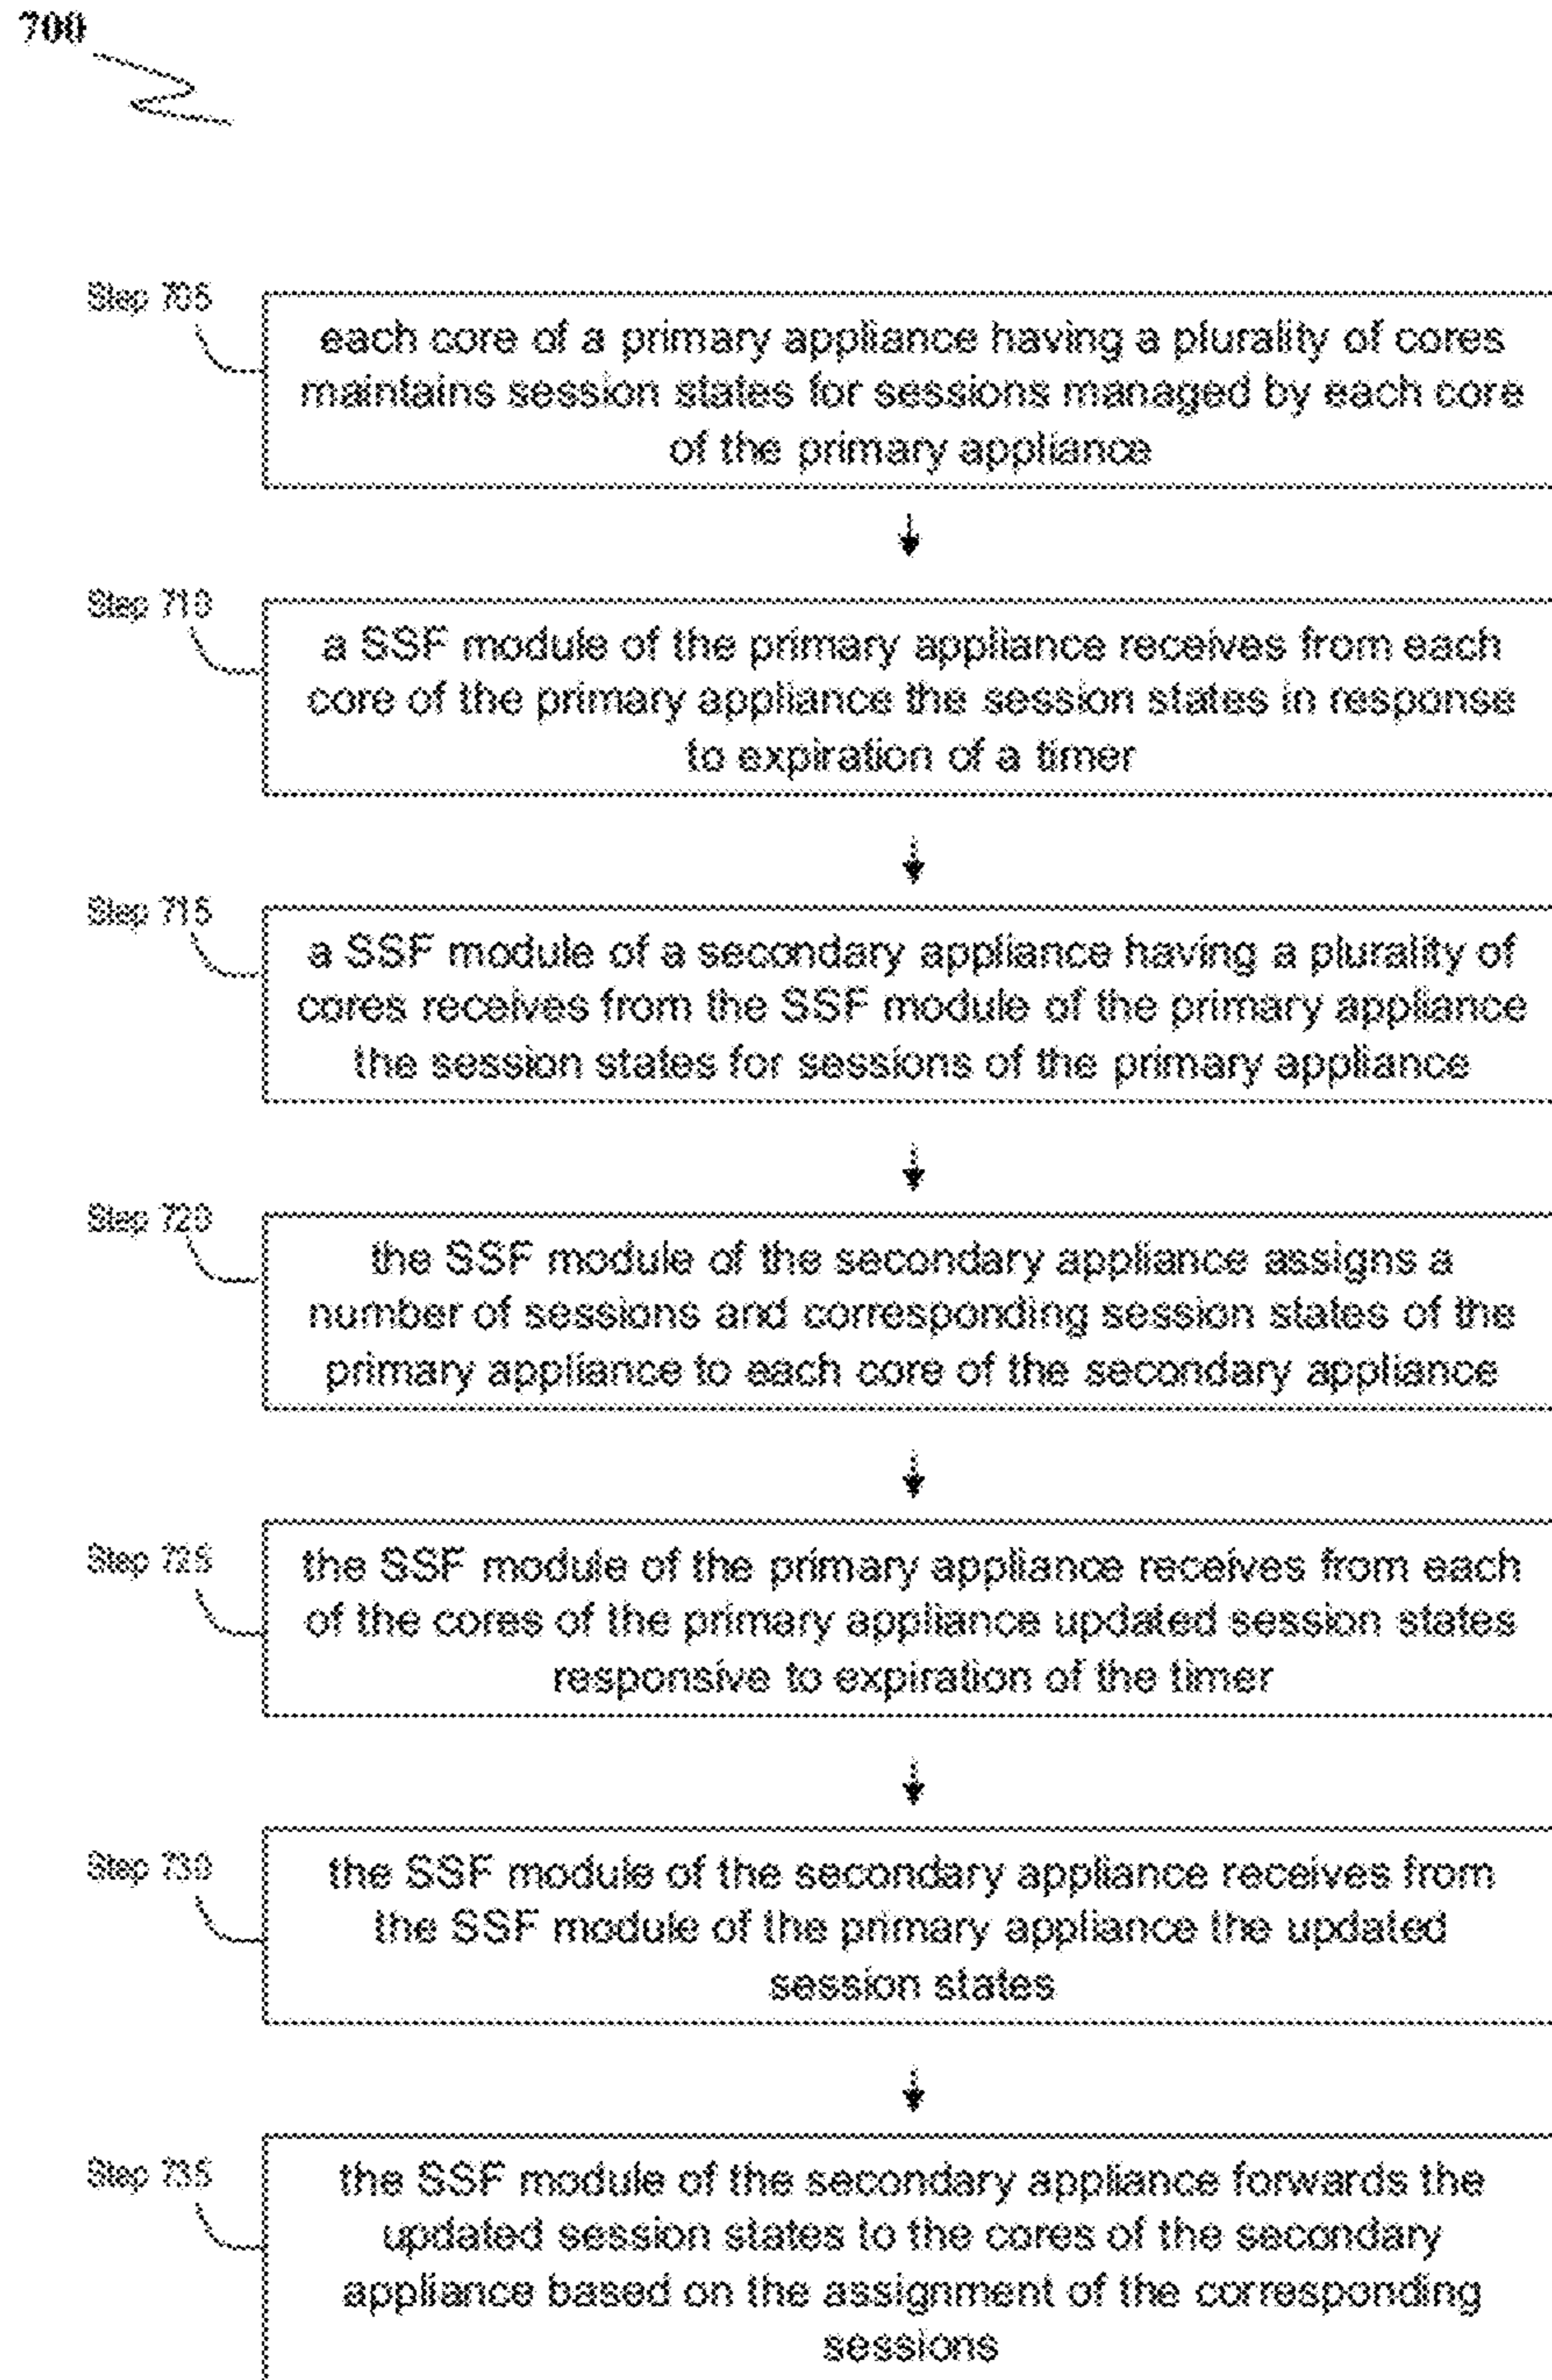 700
Step 705
each core of a primary appliance having a plurality of cores
maintains session states for sessions managed by each core
of the primary appliance
Step 710
a SSF module of the primary appliance receives from each
core of the primary appliance the session states in response
to expiration of a timer
Step 715
a SSF module of a secondary appliance having a plurality of
cores receives from the SSF module of the primary appliance
the session states for sessions of the primary appliance
Step 720
the SSF module of the secondary appliance assigns a
number of sessions and corresponding session states of the
primary appliance to each core of the secondary appliance
Step 725
the SSF module of the primary appliance receives from each
of the cores of the primary appliance updated session states
responsive to expiration of the timer
Step 730
the SSF module of the secondary appliance receives from
the SSF module of the primary appliance the updated
session states
Step 735
the SSF module of the secondary appliance forwards the
updated session states to the cores of the secondary
appliance based on the assignment of the corresponding
sessions